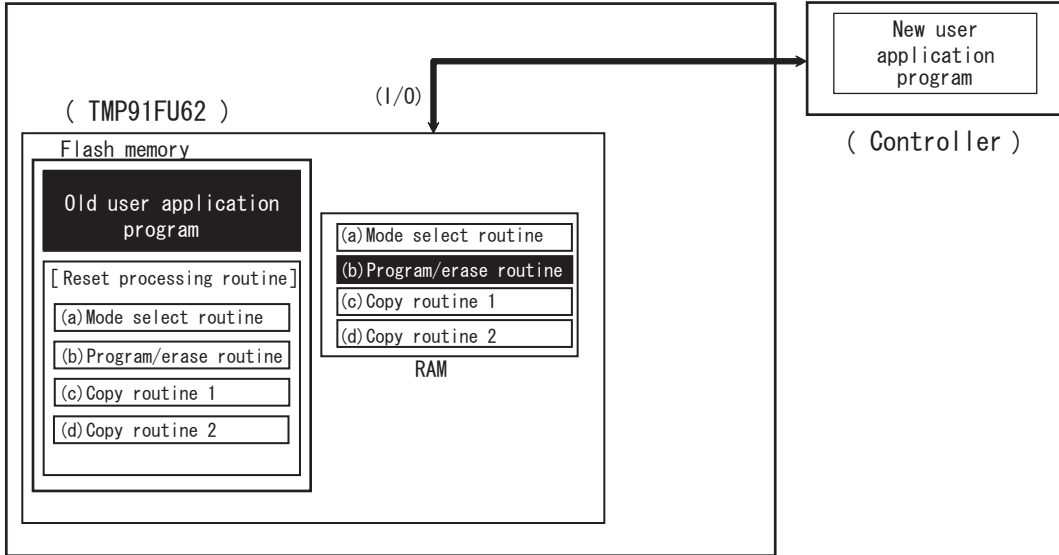 New user
application
program
( Controller )
(I/O)
( TMP91FU62 )
Flash memory
Old user application
program
[Reset processing routine]
(a)Mode select routine
(b)Program/erase routine
(c)Copy routine 1
(d)Copy routine 2
(a)Mode select routine
(b)Program/erase routine
(c)Copy routine 1
(d)Copy routine 2
RAM